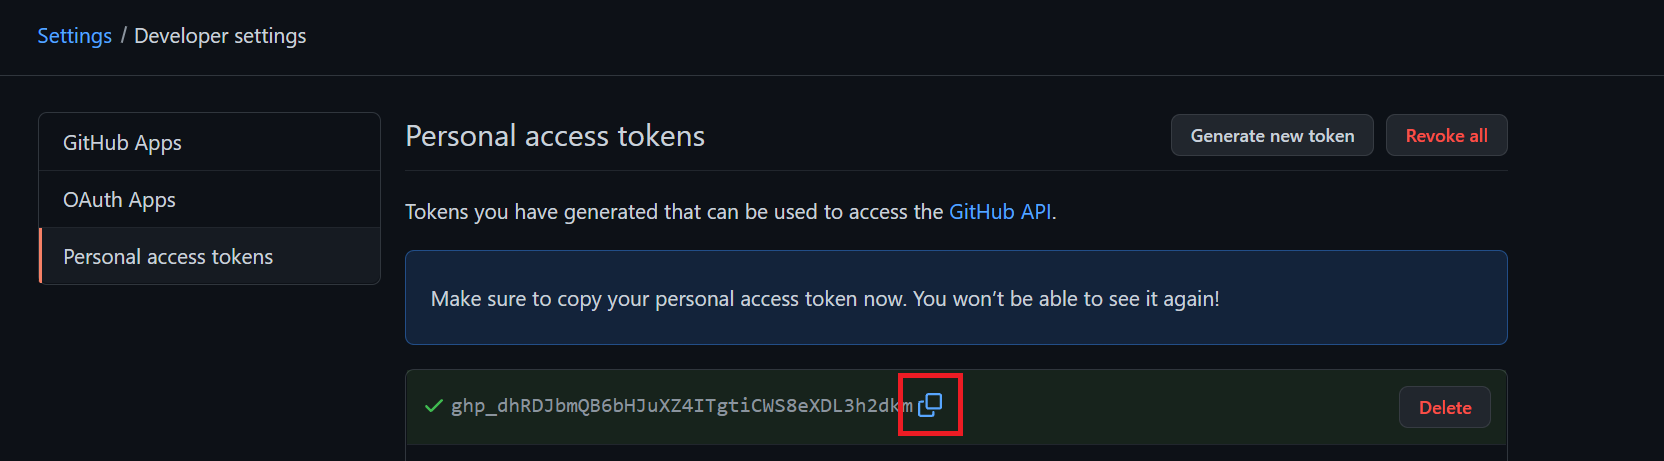 Settings / Developer settings
GitHub Apps
OAuth Apps
Personal access tokens
Personal access tokens
Generate new token
Revoke all
Tokens you have generated that can be used to access the GitHub API.
Make sure to copy your personal access token now. You won’t be able to see it again!
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
Delete